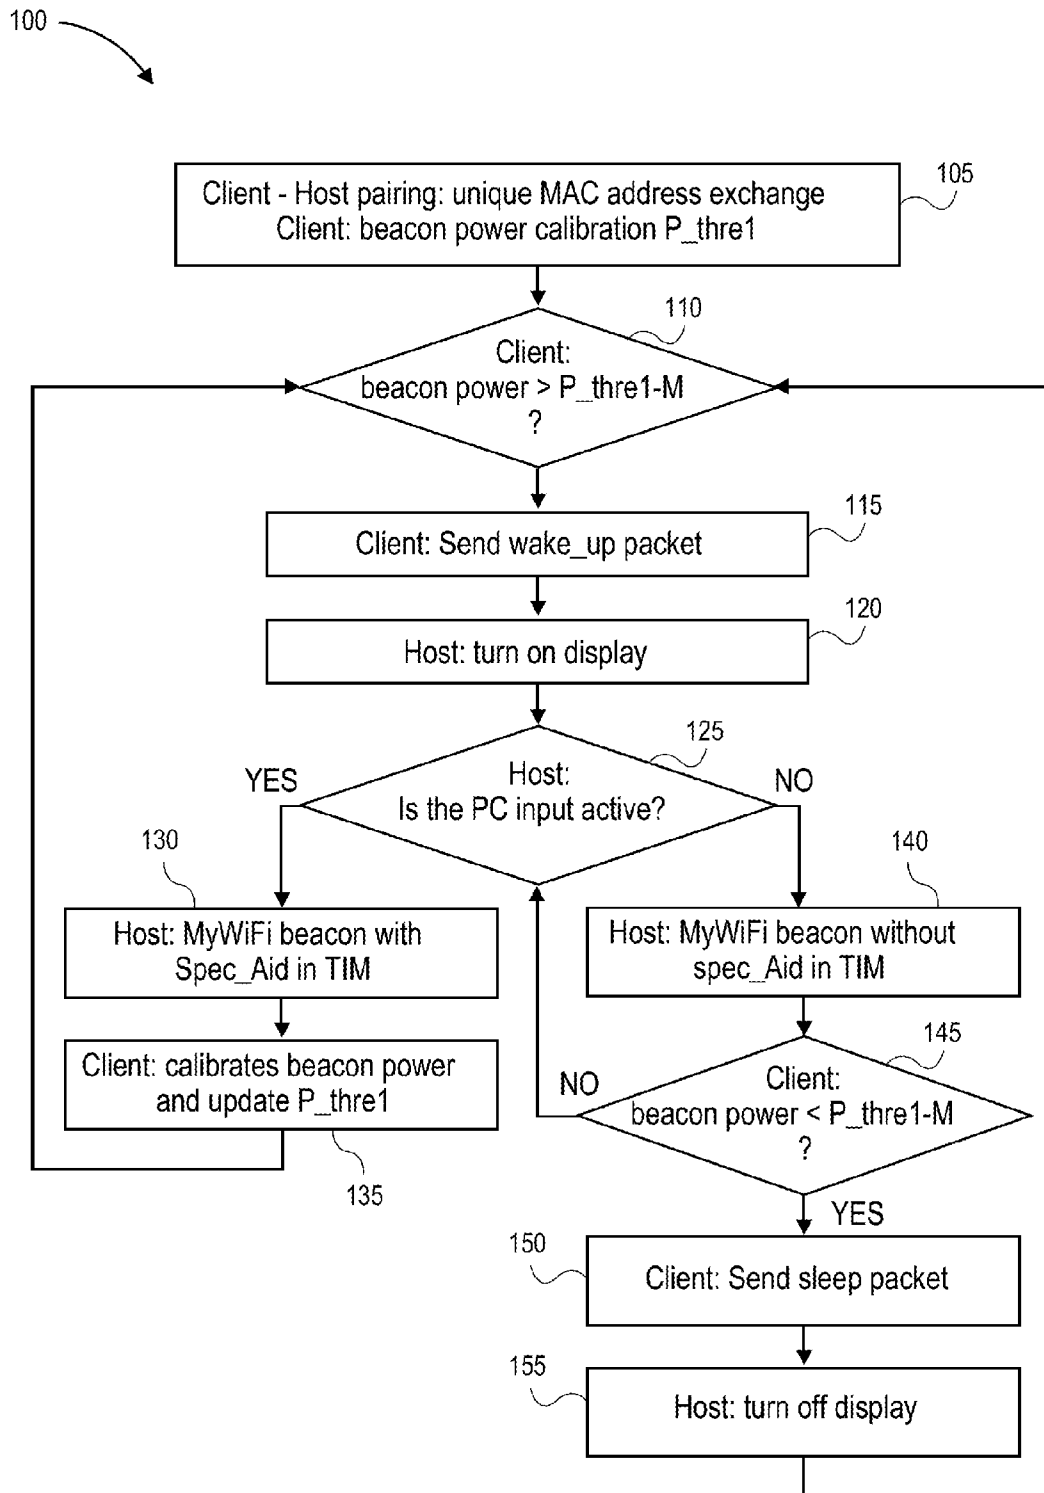 100
105
Client - Host pairing: unique MAC address exchange
Client: beacon power calibration P_thre1
110
Client:
beacon power > P_thre1-M
?
115
Client: Send wake_up packet
120
Host: turn on display
125
Host:
Is the PC input active?
YES
NO
130
Host: MyWiFi beacon with
Spec_Aid in TIM
140
Host: MyWiFi beacon without
spec_Aid in TIM
Client: calibrates beacon power
and update P_thre1
135
145
Client:
beacon power < P_thre1-M
?
NO
YES
150
Client: Send sleep packet
155
Host: turn off display